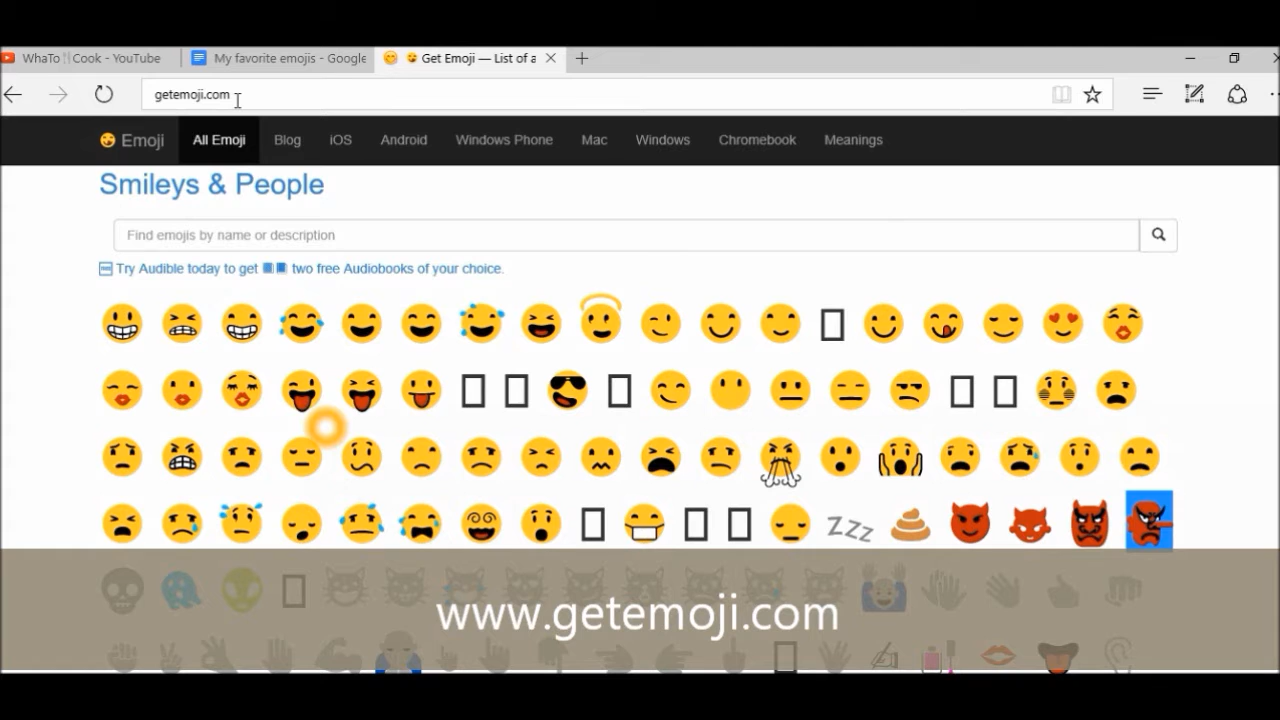 WhaTo Cook - YouTube
My favorite emojis - Google
Get Emoji — List of a
getemoji.com
Emoji
All Emoji
Blog
iOS
Android
Windows Phone
Mac
Windows
Chromebook
Meanings
Smileys & People
Find emojis by name or description
Try Audible today to get two free Audiobooks of your choice.
zzz
www.getemoji.com